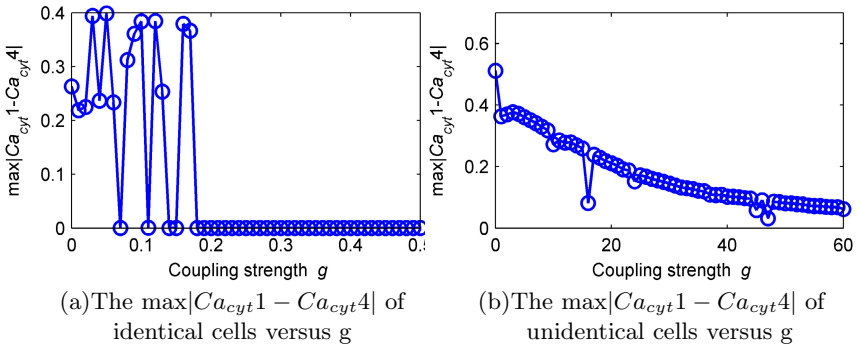 0.4
0.3
0.2
0.1
0
max|Ca_cyt1-Ca_cyt4|
0 0.1 0.2 0.3 0.4 0.5
Coupling strength g
(a)The max|Ca_cyt1 − Ca_cyt4| of
identical cells versus g
0.6
0.4
0.2
0
max|Ca_cyt1-Ca_cyt4|
0 20 40 60
Coupling strength g
(b)The max|Ca_cyt1 − Ca_cyt4| of
unidentical cells versus g